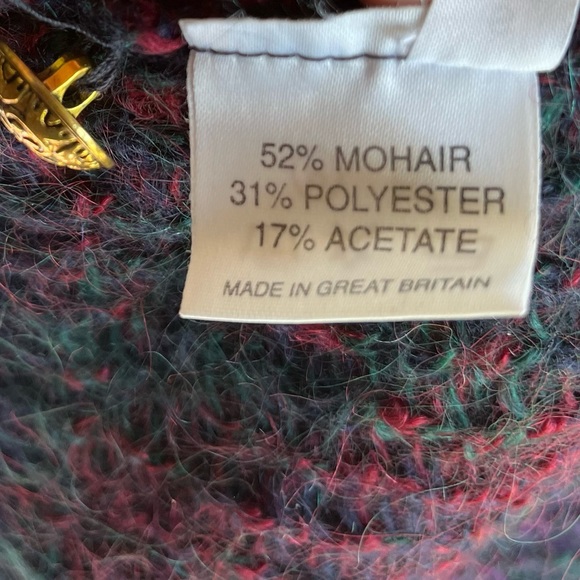 52% MOHAIR
31% POLYESTER
17% ACETATE
MADE IN GREAT BRITAIN